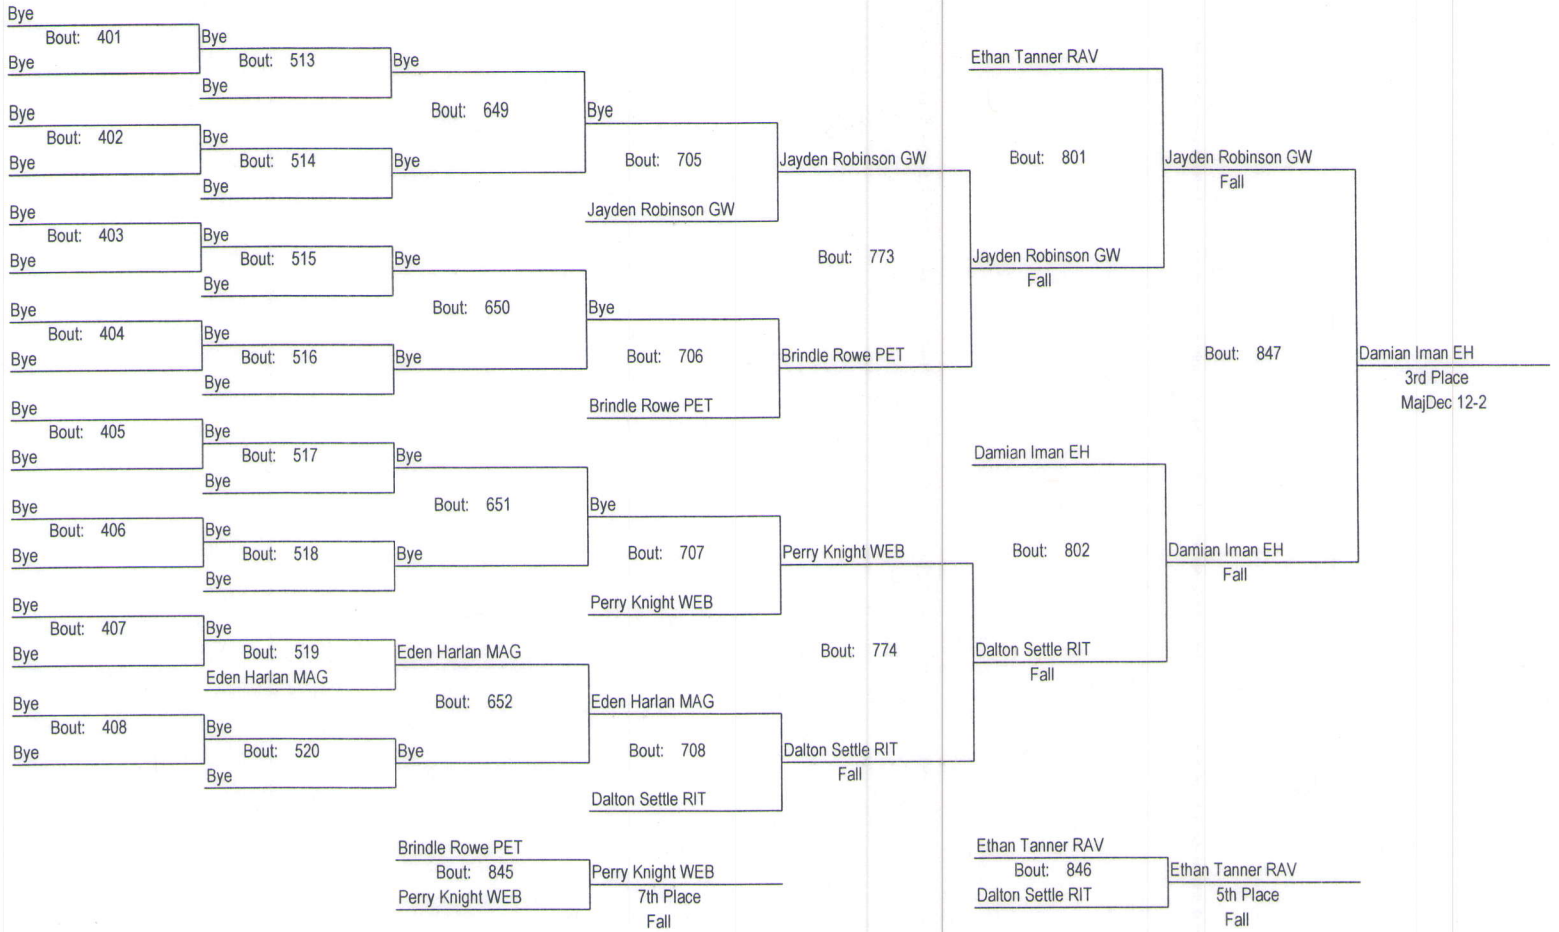 Bye
Bout: 401
Bye
Bye
Bout: 402
Bye
Bye
Bout: 403
Bye
Bye
Bout: 404
Bye
Bye
Bout: 405
Bye
Bye
Bout: 406
Bye
Bye
Bout: 407
Bye
Bye
Bout: 408
Bye
Bye
Bout: 513
Bye
Bye
Bout: 514
Bye
Bye
Bout: 515
Bye
Bye
Bout: 516
Bye
Bye
Bout: 517
Bye
Bye
Bout: 518
Bye
Bye
Bout: 519
Eden Harlan MAG
Bye
Bout: 520
Bye
Bye
Bout: 649
Bye
Bye
Bout: 650
Bye
Bye
Bout: 651
Bye
Eden Harlan MAG
Bout: 652
Bye
Bye
Bout: 705
Jayden Robinson GW
Bye
Bout: 706
Brindle Rowe PET
Bye
Bout: 707
Perry Knight WEB
Eden Harlan MAG
Bout: 708
Dalton Settle RIT
Jayden Robinson GW
Bout: 773
Brindle Rowe PET
Perry Knight WEB
Bout: 774
Dalton Settle RIT
Fall
Ethan Tanner RAV
Bout: 801
Jayden Robinson GW
Fall
Damian Iman EH
Bout: 802
Dalton Settle RIT
Fall
Jayden Robinson GW
Fall
Bout: 847
Damian Iman EH
Fall
Damian Iman EH
3rd Place
MajDec 12-2
Brindle Rowe PET
Bout: 845
Perry Knight WEB
Perry Knight WEB
7th Place
Fall
Ethan Tanner RAV
Bout: 846
Dalton Settle RIT
Ethan Tanner RAV
5th Place
Fall